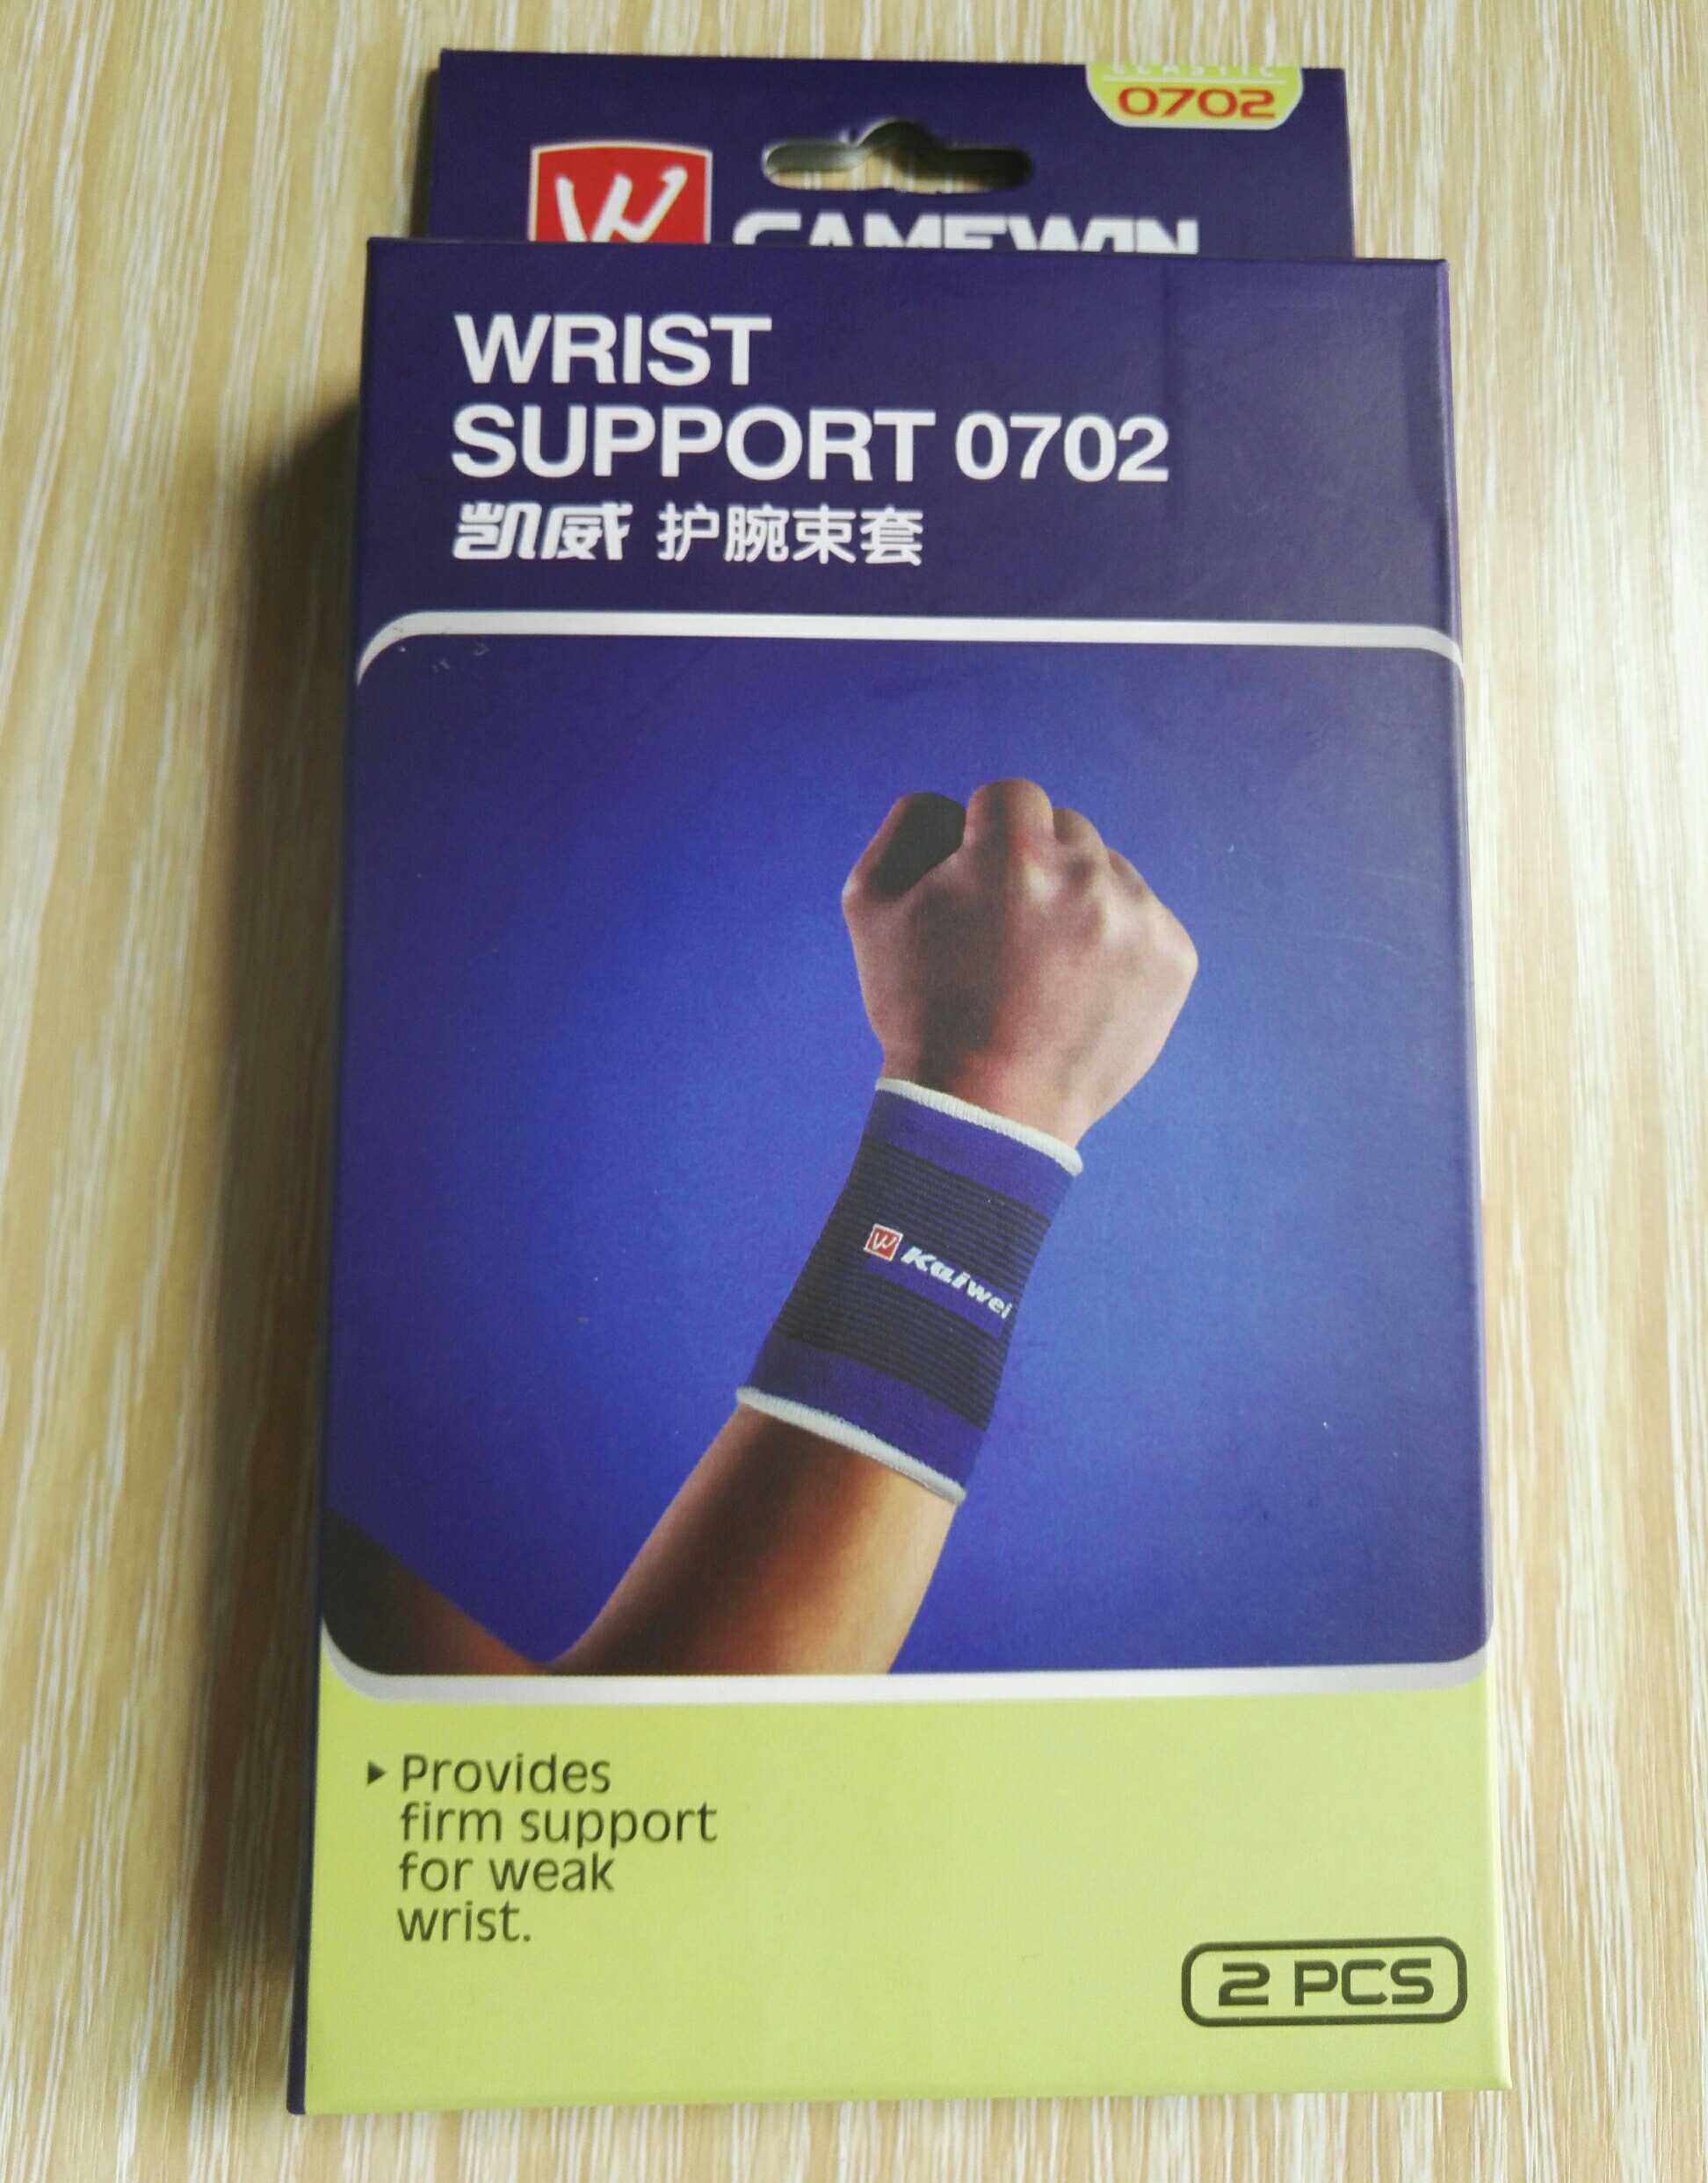 0702
GAMEWIN
WRIST
SUPPORT 0702
凯威 护腕束套
Kaiwei
▸ Provides
firm support
for weak
wrist.
2 PCS